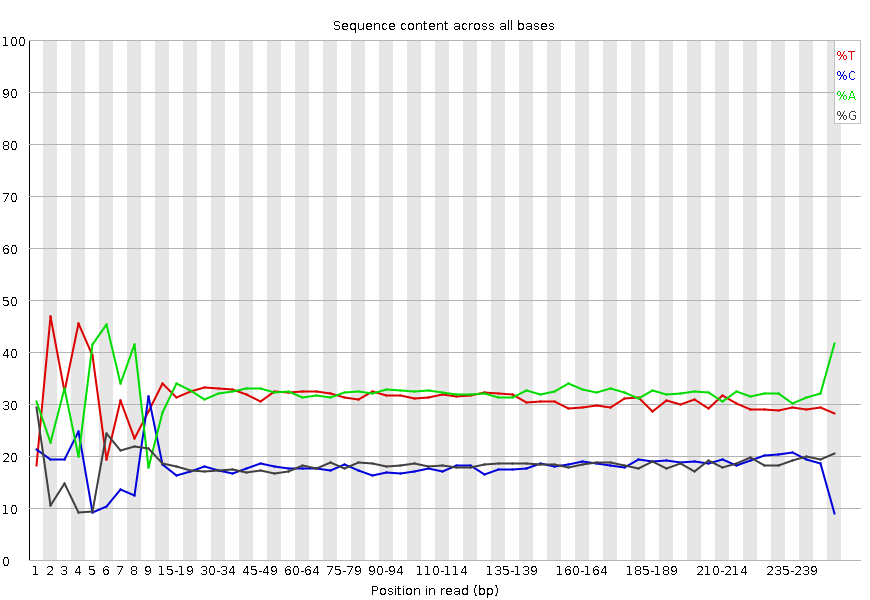 Sequence content across all bases
100
90
80
70
60
50
40
30
20
10
0
%T
%C
%A
%G
1 2 3 4 5 6 7 8 9 15-19 30-34 45-49 60-64 75-79 90-94 110-114 135-139 160-164 185-189 210-214 235-239
Position in read (bp)